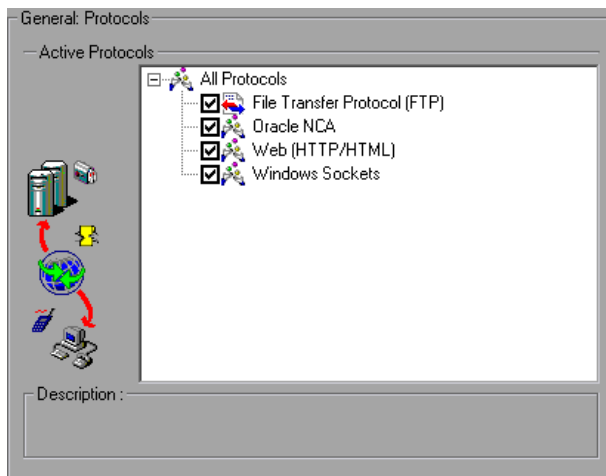 General: Protocols
Active Protocols
All Protocols
File Transfer Protocol (FTP)
Oracle NCA
Web (HTTP/HTML)
Windows Sockets
Description :